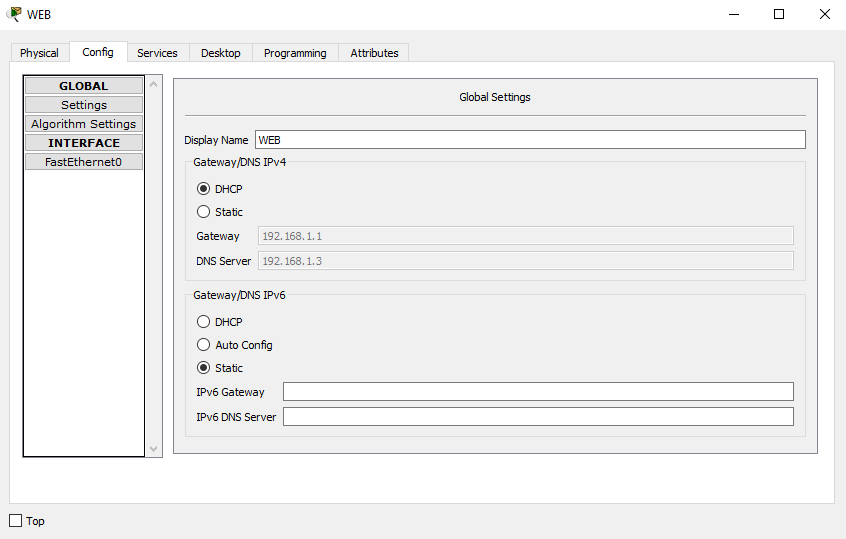 WEB
Physical Config Services Desktop Programming Attributes
GLOBAL
Settings
Algorithm Settings
INTERFACE
FastEthernet0
Global Settings
Display Name WEB
Gateway/DNS IPv4
DHCP
Static
Gateway 192.168.1.1
DNS Server 192.168.1.3
Gateway/DNS IPv6
DHCP
Auto Config
Static
IPv6 Gateway
IPv6 DNS Server
Top